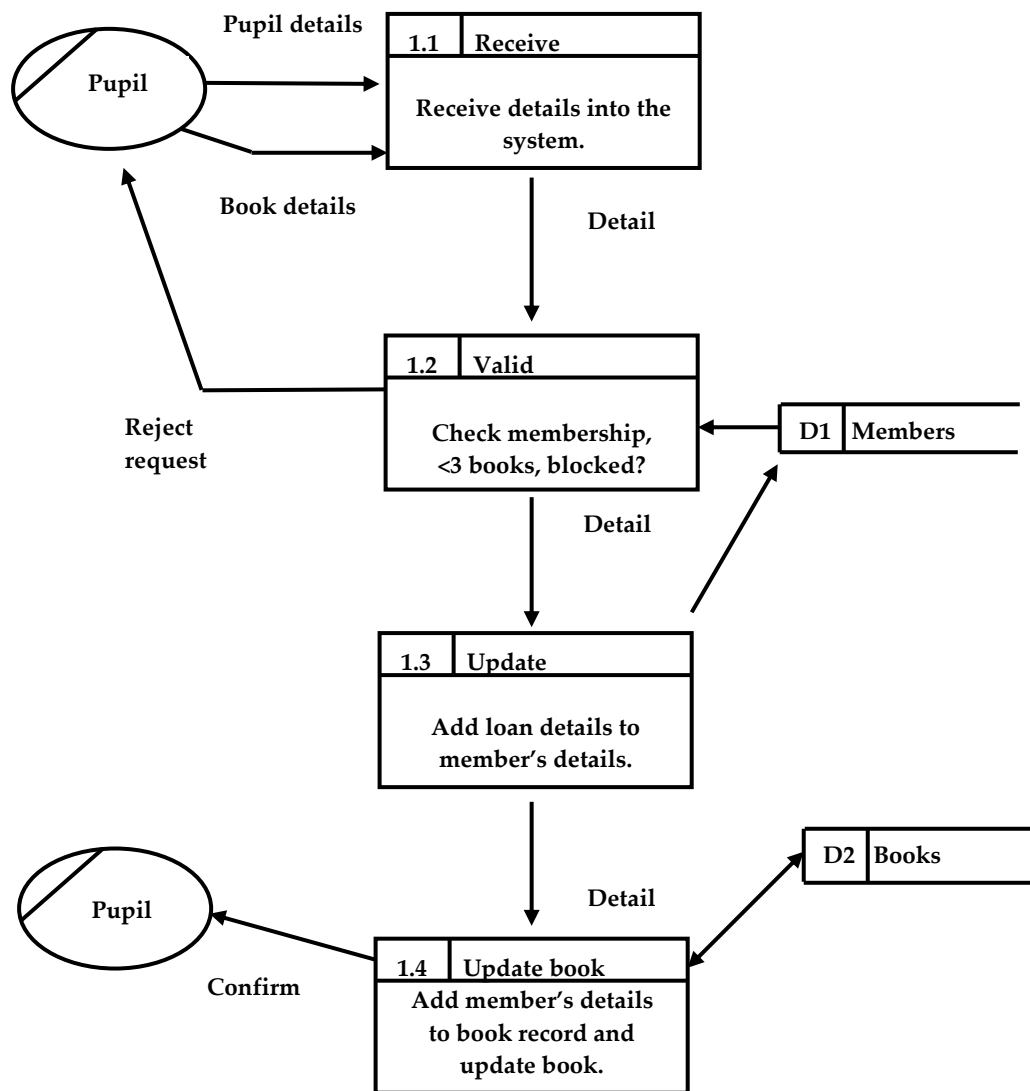 Pupil details
1.1 Receive
Pupil
Receive details into the
system.
Book details
Detail
1.2 Valid
Reject
request
Check membership,
<3 books, blocked?
D1 Members
Detail
1.3 Update
Add loan details to
member’s details.
D2 Books
Pupil
Detail
1.4 Update book
Confirm
Add member’s details
to book record and
update book.